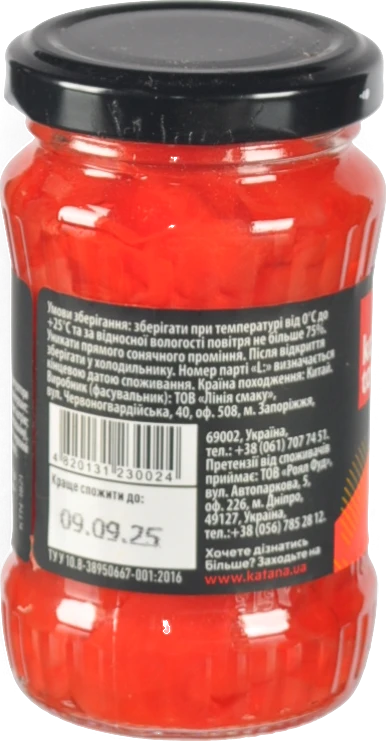 Умови зберігання: зберігати при температурі від 0°С до
+25°С та за відносної вологості повітря не більше 75%.
Уникати прямого сонячного проміння. Після відкриття
зберігати у холодильнику. Номер партії «L:» визначається
кінцевою датою споживання. Країна походження: Китай.
Виробник (фасувальник): ТОВ «Лінія смаку»,
вул. Червоногвардійська, 40, оф. 508, м. Запоріжжя,
69002, Україна,
тел.: +38 (061) 707 74 51.
Претензії від споживачів
приймає: ТОВ «Роял Фуд»,
вул. Автопаркова, 5,
оф. 226, м. Дніпро,
49127, Україна,
тел.:+38 (056) 785 28 12.
Хочете дізнатись
більше? Заходьте на
www.katana.ua
4 820131 230024
Краще спожити до:
09.09.25
ТУ У 10.8-38950667-001:2016